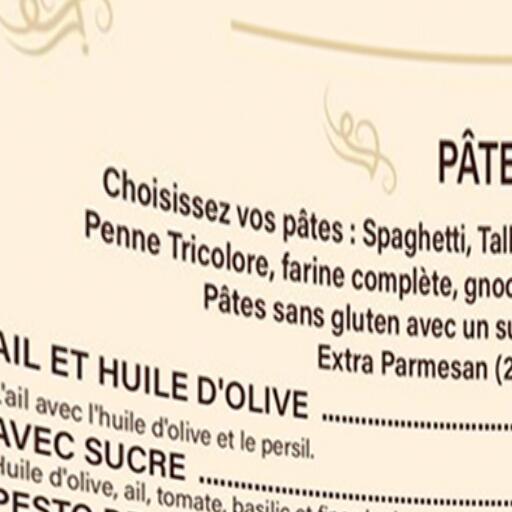 PÂTE
Choisissez vos pâtes : Spaghetti, Tall
Penne Tricolore, farine complète, gnoc
Pâtes sans gluten avec un su
Extra Parmesan (2
AIL ET HUILE D'OLIVE
L'ail avec l'huile d'olive et le persil.
AVEC SUCRE
Huile d'olive, ail, tomate, basilic et
PESTO